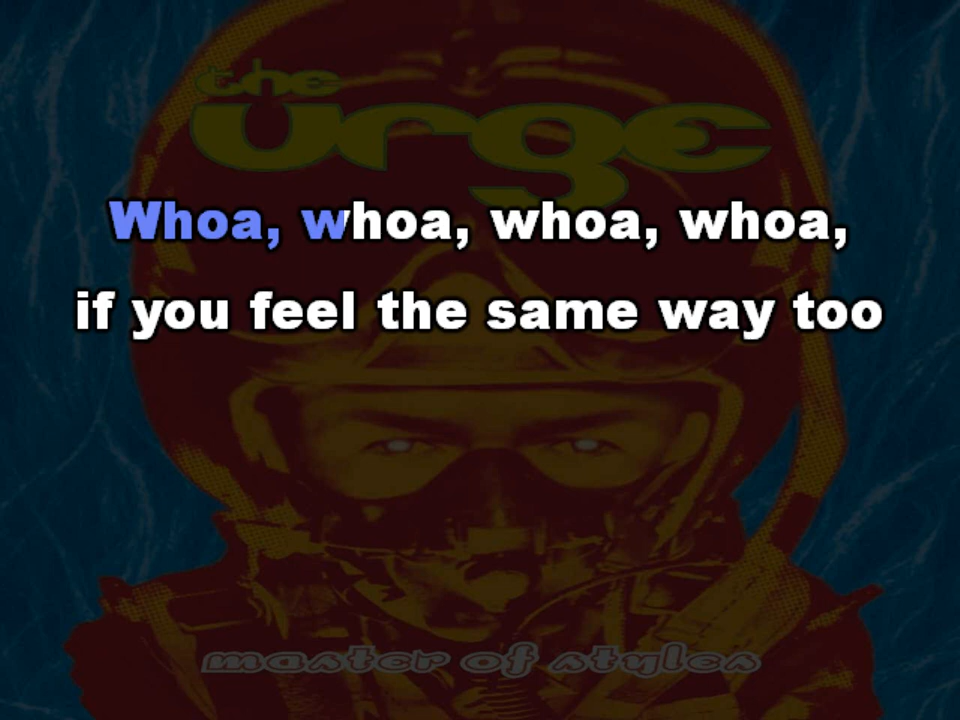 the
urge
Whoa, whoa, whoa, whoa,
if you feel the same way too
master of styles